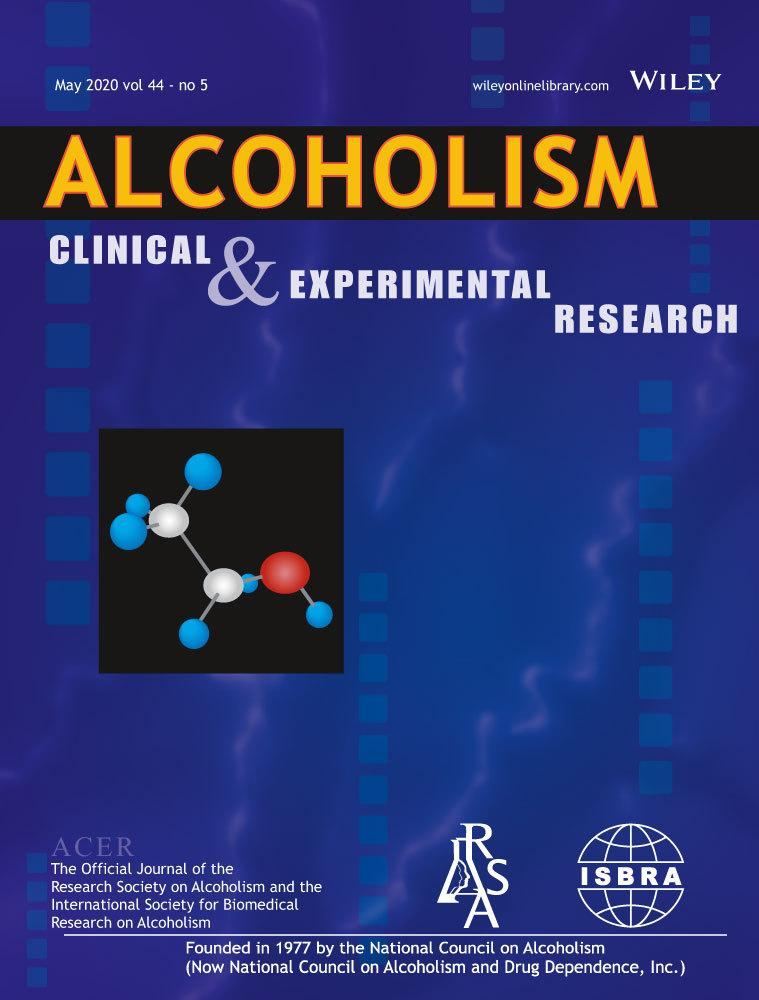 May 2020 vol 44 - no 5
wileyonlinelibrary.com WILEY
ALCOHOLISM
CLINICAL
&
EXPERIMENTAL
RESEARCH
ACER
The Official Journal of the
Research Society on Alcoholism and the
International Society for Biomedical
Research on Alcoholism
RSA
ISBRA
Founded in 1977 by the National Council on Alcoholism
(Now National Council on Alcoholism and Drug Dependence, Inc.)